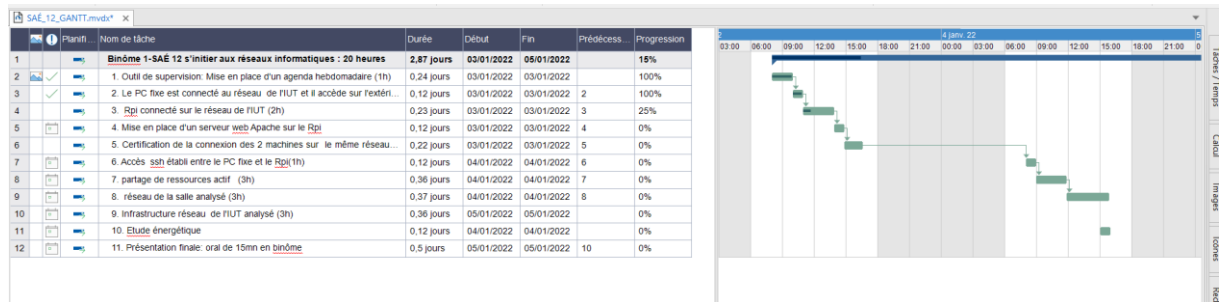 SAÉ_12_GANTT.mvdx* ×
Planifi... Nom de tâche Durée Début Fin Prédécess... Progression
1 Binôme 1-SAÉ 12 s'initier aux réseaux informatiques : 20 heures 2,87 jours 03/01/2022 05/01/2022 15%
2 1. Outil de supervision: Mise en place d'un agenda hebdomadaire (1h) 0,24 jours 03/01/2022 03/01/2022 100%
3 2. Le PC fixe est connecté au réseau de l'IUT et il accède sur l'extéri... 0,12 jours 03/01/2022 03/01/2022 2 100%
4 3. Rpi connecté sur le réseau de l'IUT (2h) 0,23 jours 03/01/2022 03/01/2022 3 25%
5 4. Mise en place d'un serveur web Apache sur le Rpi 0,12 jours 03/01/2022 03/01/2022 4 0%
6 5. Certification de la connexion des 2 machines sur le même réseau... 0,22 jours 03/01/2022 03/01/2022 5 0%
7 6. Accès ssh établi entre le PC fixe et le Rpi(1h) 0,12 jours 04/01/2022 04/01/2022 6 0%
8 7. partage de ressources actif (3h) 0,36 jours 04/01/2022 04/01/2022 7 0%
9 8. réseau de la salle analysé (3h) 0,37 jours 04/01/2022 04/01/2022 8 0%
10 9. Infrastructure réseau de l'IUT analysé (3h) 0,36 jours 05/01/2022 05/01/2022 0%
11 10. Etude énergétique 0,12 jours 04/01/2022 04/01/2022 0%
12 11. Présentation finale: oral de 15mn en binôme 0,5 jours 05/01/2022 05/01/2022 10 0%
4 janv. 22 5
03:00 06:00 09:00 12:00 15:00 18:00 21:00 00:00 03:00 06:00 09:00 12:00 15:00 18:00 21:00 0
Tâches / Temps
Calcul
Images
Icônes